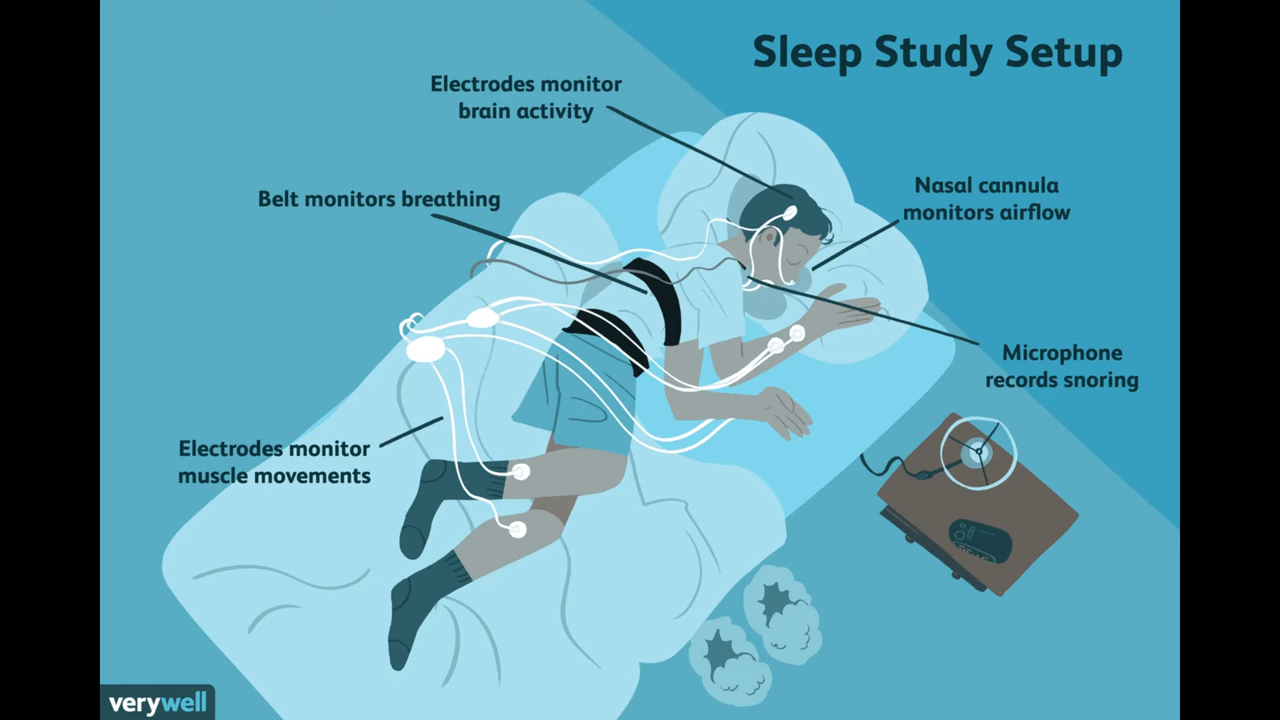 Sleep Study Setup
Electrodes monitor
brain activity
Belt monitors breathing
Nasal cannula
monitors airflow
Microphone
records snoring
Electrodes monitor
muscle movements
verywell